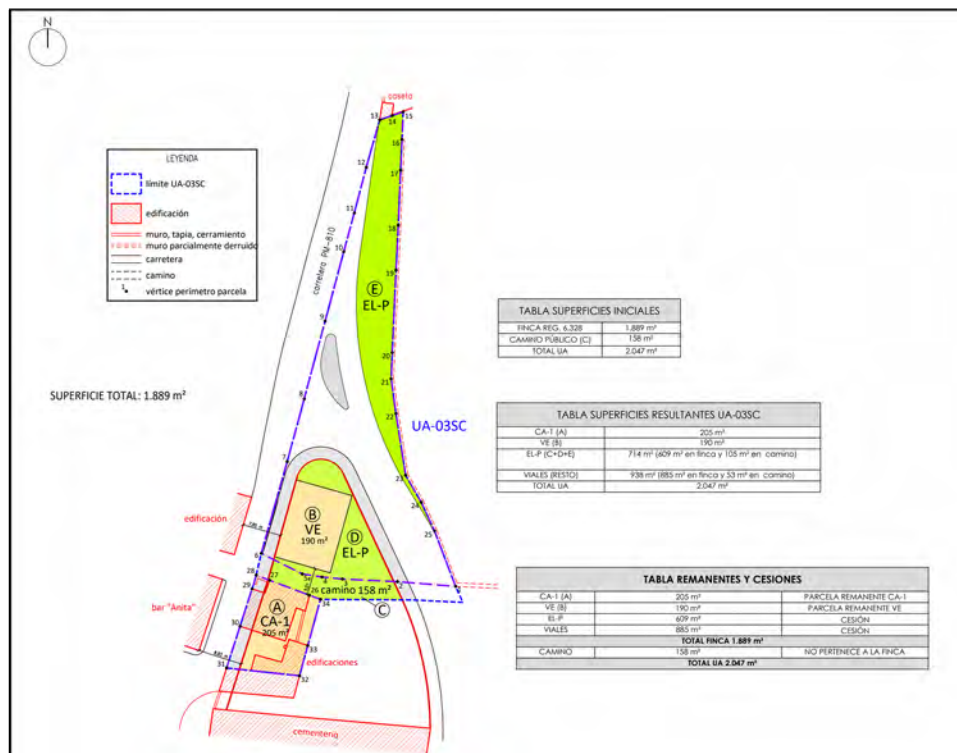 N
caseta
13
14
15
16
12
17
LEYENDA
límite UA-03SC
edificación
muro, tapia, cerramiento
muro parcialmente derruido
carretera
camino
1
vértice perímetro parcela
11
18
10
carretera PM-810
19
E
EL-P
9
20
21
8
22
SUPERFICIE TOTAL: 1.889 m²
UA-03SC
TABLA SUPERFICIES INICIALES
FINCA REG. 6.328 1.889 m²
CAMINO PÚBLICO (C) 158 m²
TOTAL UA 2.047 m²
TABLA SUPERFICIES RESULTANTES UA-03SC
CA-1 (A) 205 m²
VE (B) 190 m²
EL-P (C+D+E) 714 m² (609 m² en finca y 105 m² en camino)
VIALES (RESTO) 938 m² (885 m² en finca y 53 m² en camino)
TOTAL UA 2.047 m²
7
23
24
edificación
B
VE
190 m²
D
EL-P
25
6
28
27
4
3
2
camino 158 m²
29
26
34
C
bar "Anita"
A
CA-1
205 m²
30
33
edificaciones
31
32
cementerio
TABLA REMANENTES Y CESIONES
CA-1 (A) 205 m² PARCELA REMANENTE CA-1
VE (B) 190 m² PARCELA REMANENTE VE
EL-P 609 m² CESIÓN
VIALES 885 m² CESIÓN
TOTAL FINCA 1.889 m²
CAMINO 158 m² NO PERTENECE A LA FINCA
TOTAL UA 2.047 m²